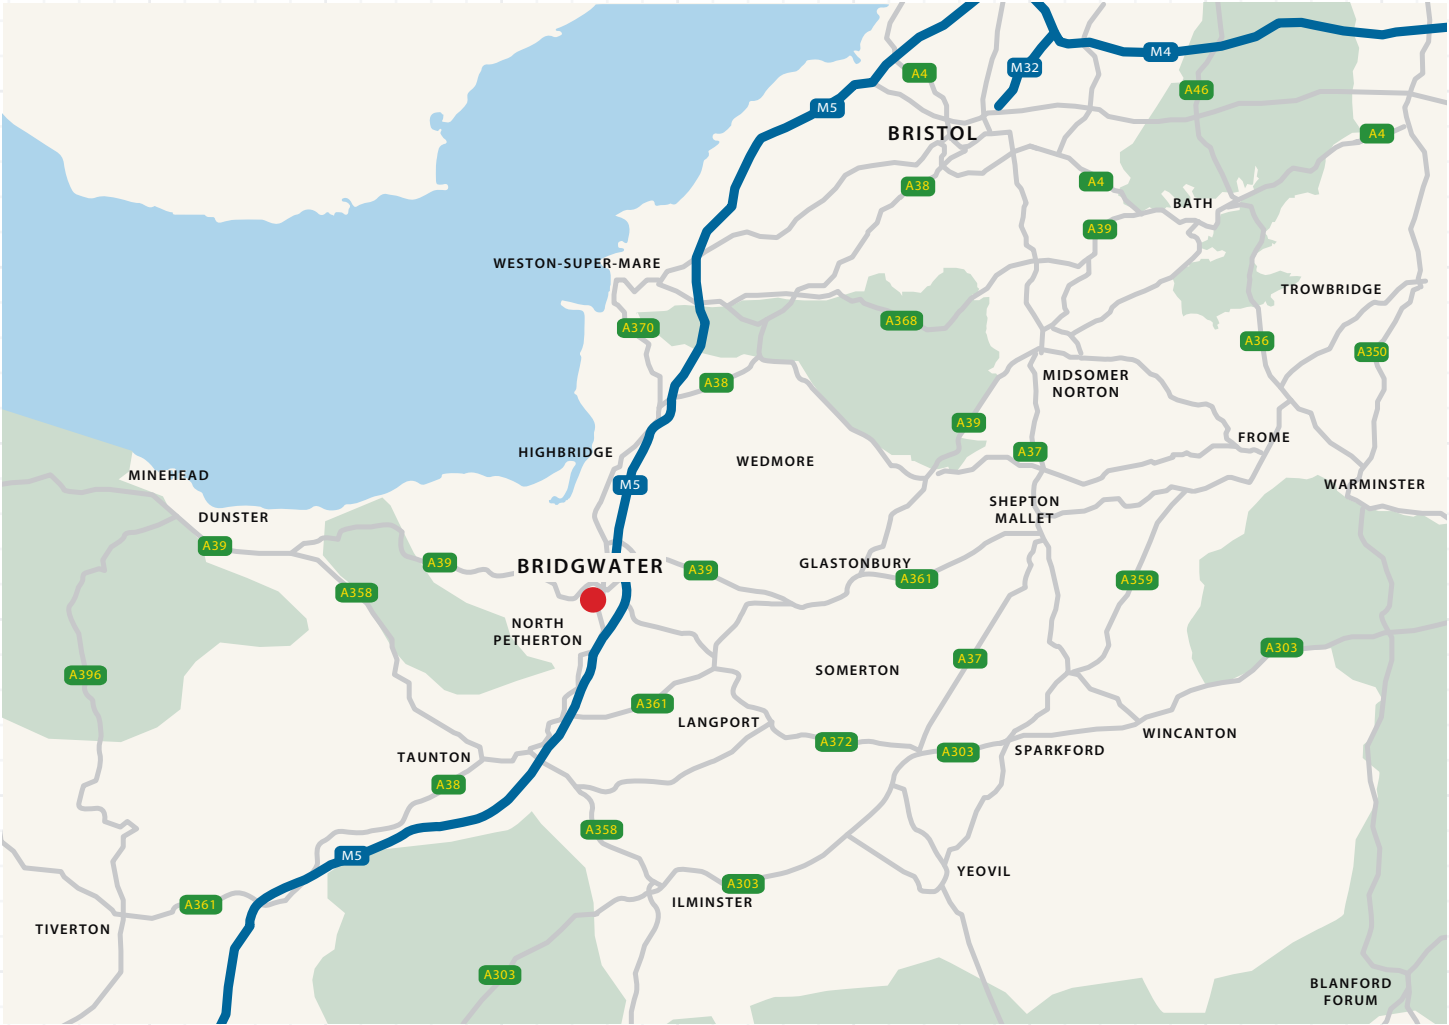 M4
M32
A4
A46
M5
BRISTOL
A4
A4
A38
BATH
A39
WESTON-SUPER-MARE
TROWBRIDGE
A370
A368
A36
A350
A38
MIDSOMER
NORTON
A39
FROME
HIGHBRIDGE
A37
WEDMORE
MINEHEAD
M5
WARMINSTER
SHEPTON
MALLET
DUNSTER
A39
A39
BRIDGWATER
A39
GLASTONBURY
A361
A359
A358
NORTH
PETHERTON
A303
A37
SOMERTON
A396
A361
LANGPORT
WINCANTON
A372
A303
SPARKFORD
TAUNTON
A38
A358
M5
YEOVIL
A303
ILMINSTER
A361
TIVERTON
A303
BLANFORD
FORUM